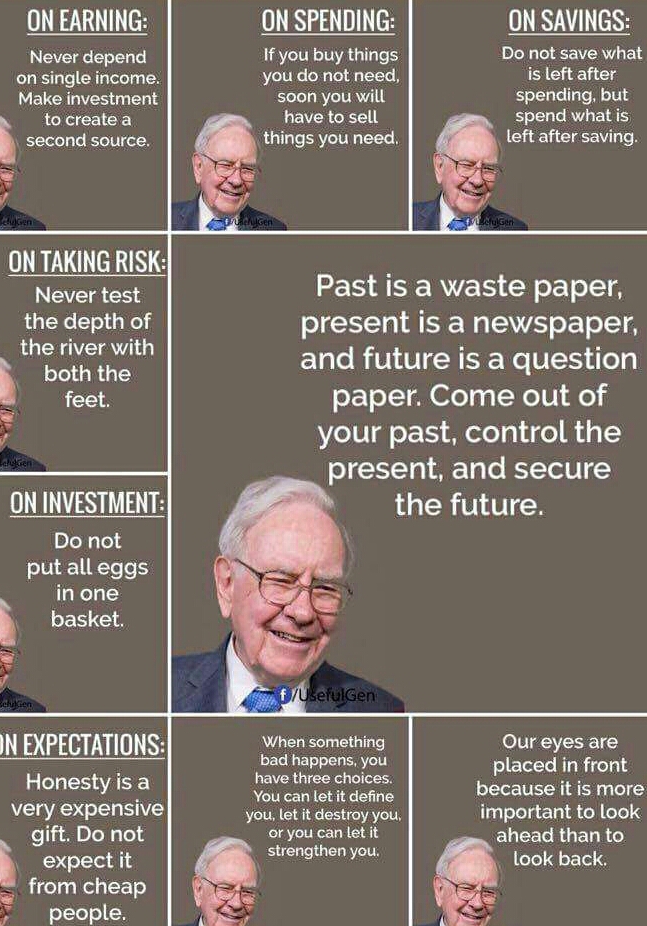 ON EARNING:
Never depend
on single income.
Make investment
to create a
second source.
ON SPENDING:
If you buy things
you do not need,
soon you will
have to sell
things you need.
/UsefulGen
ON SAVINGS:
Do not save what
is left after
spending, but
spend what is
left after saving.
/UsefulGen
ON TAKING RISK:
Never test
the depth of
the river with
both the
feet.
Past is a waste paper,
present is a newspaper,
and future is a question
paper. Come out of
your past, control the
present, and secure
the future.
f/UsefulGen
ON INVESTMENT:
Do not
put all eggs
in one
basket.
ON EXPECTATIONS:
Honesty is a
very expensive
gift. Do not
expect it
from cheap
people.
When something
bad happens, you
have three choices.
You can let it define
you, let it destroy you,
or you can let it
strengthen you.
Our eyes are
placed in front
because it is more
important to look
ahead than to
look back.